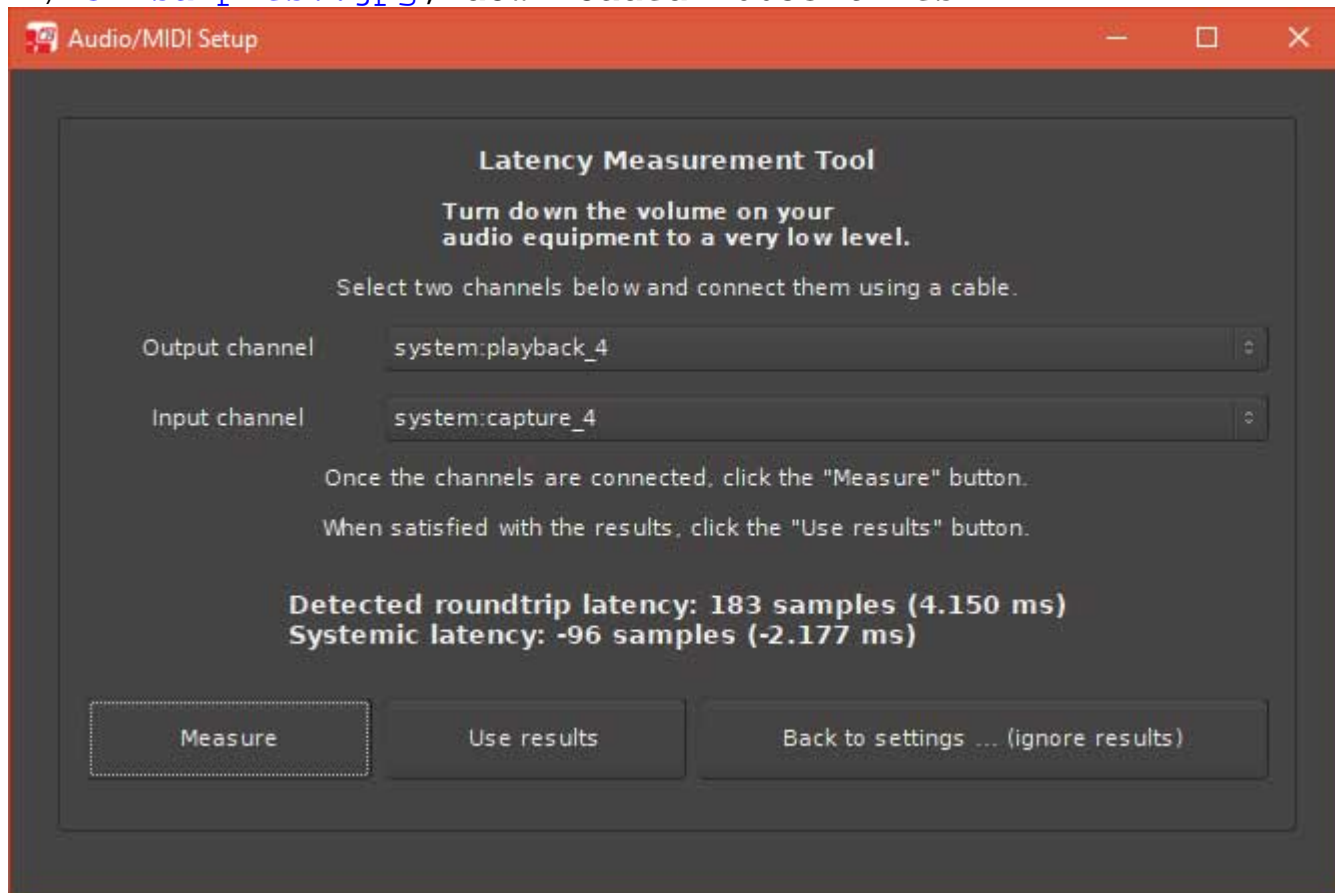 Audio/MIDI Setup
Latency Measurement Tool
Turn down the volume on your
audio equipment to a very low level.
Select two channels below and connect them using a cable.
Output channel system:playback_4
Input channel system:capture_4
Once the channels are connected, click the "Measure" button.
When satisfied with the results, click the "Use results" button.
Detected roundtrip latency: 183 samples (4.150 ms)
Systemic latency: -96 samples (-2.177 ms)
Measure Use results Back to settings ... (ignore results)